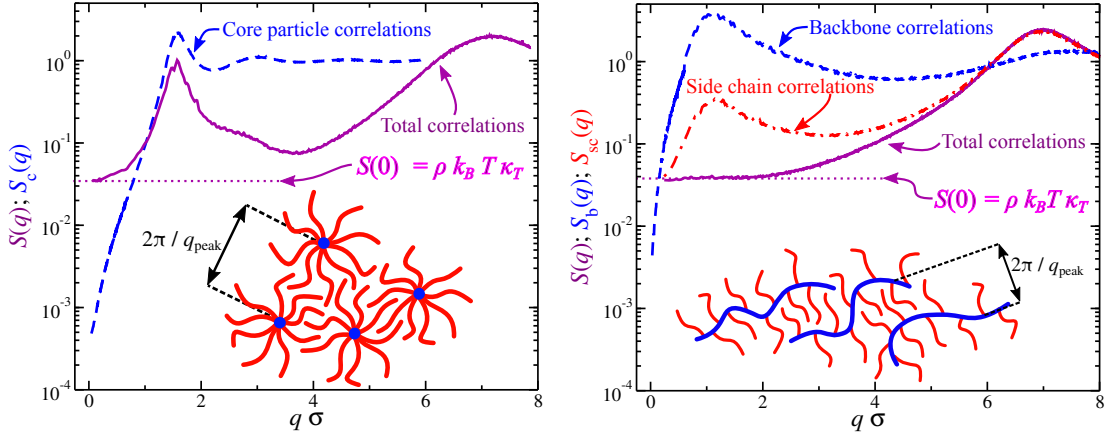 S(q); S_c(q)
10^0
10^-1
10^-2
10^-3
10^-4
Core particle correlations
Total correlations
S(0) = ρ k_B T κ_T
2π / q_peak
0 2 4 6 8
q σ
S(q); S_b(q); S_sc(q)
10^0
10^-1
10^-2
10^-3
10^-4
Backbone correlations
Side chain correlations
Total correlations
S(0) = ρ k_B T κ_T
2π / q_peak
0 2 4 6 8
q σ